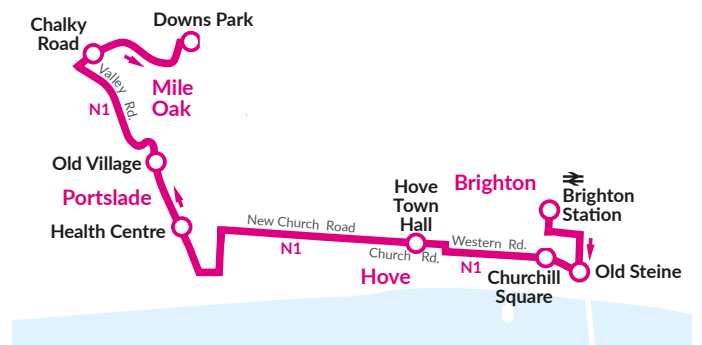 Downs Park
Chalky
Road
Valley Rd.
Mile
Oak
N1
Old Village
Portslade
Health Centre
New Church Road
N1
Hove
Town
Hall
Church Rd.
Hove
Brighton
Western Rd.
N1
Brighton
Station
Churchill
Square
Old Steine